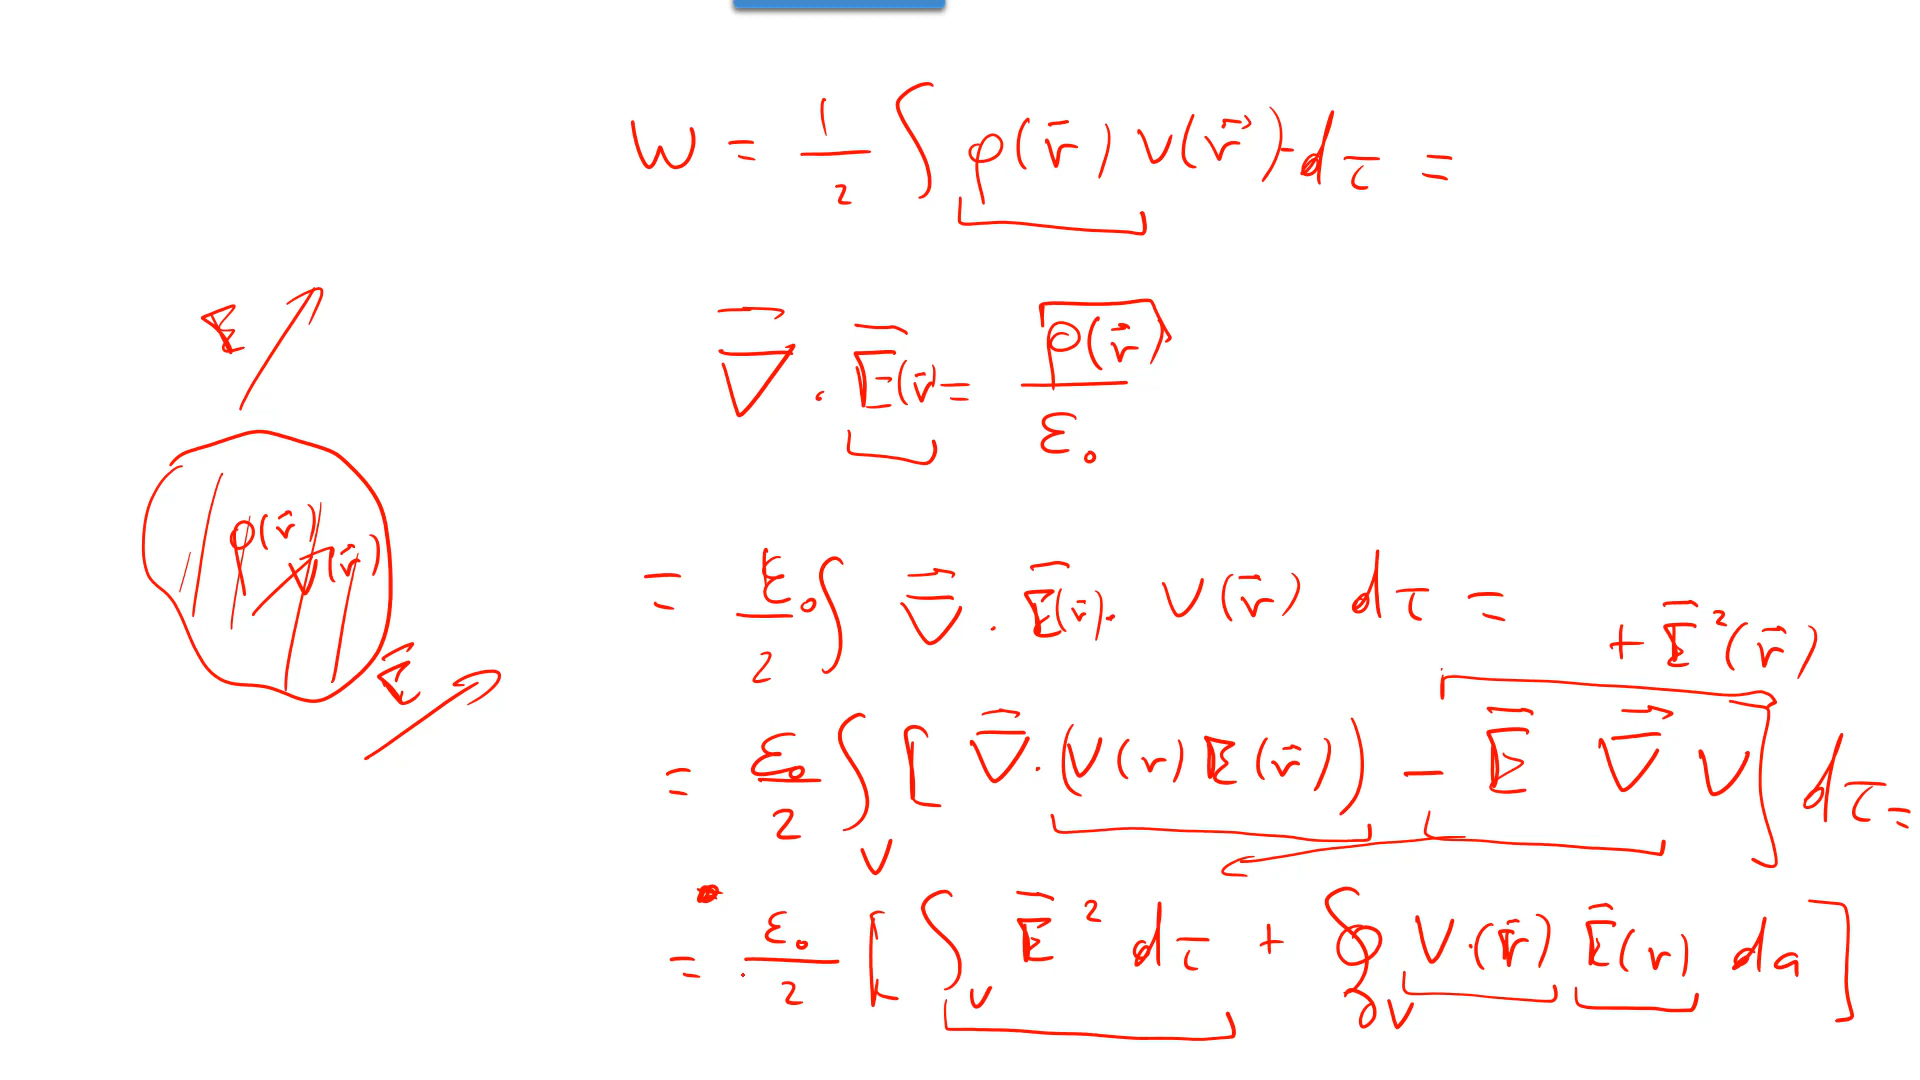 W = 1/2 ∫ ρ(r⃗) V(r⃗) · dτ =
∇⃗ · E⃗(r⃗) = ρ(r⃗)/ε₀
E
ρ(r⃗)
V(r⃗)
E⃗
= ε₀/2 ∫ ∇⃗ · E⃗(r⃗) · V(r⃗) dτ =
+ E⃗²(r⃗)
= ε₀/2 ∫_V [ ∇⃗ · (V(r) E(r⃗)) − E⃗ ∇⃗ V ] dτ =
= ε₀/2 [ ∫_V E⃗² dτ + ∮_∂V V·(r⃗) E⃗(r) da ]